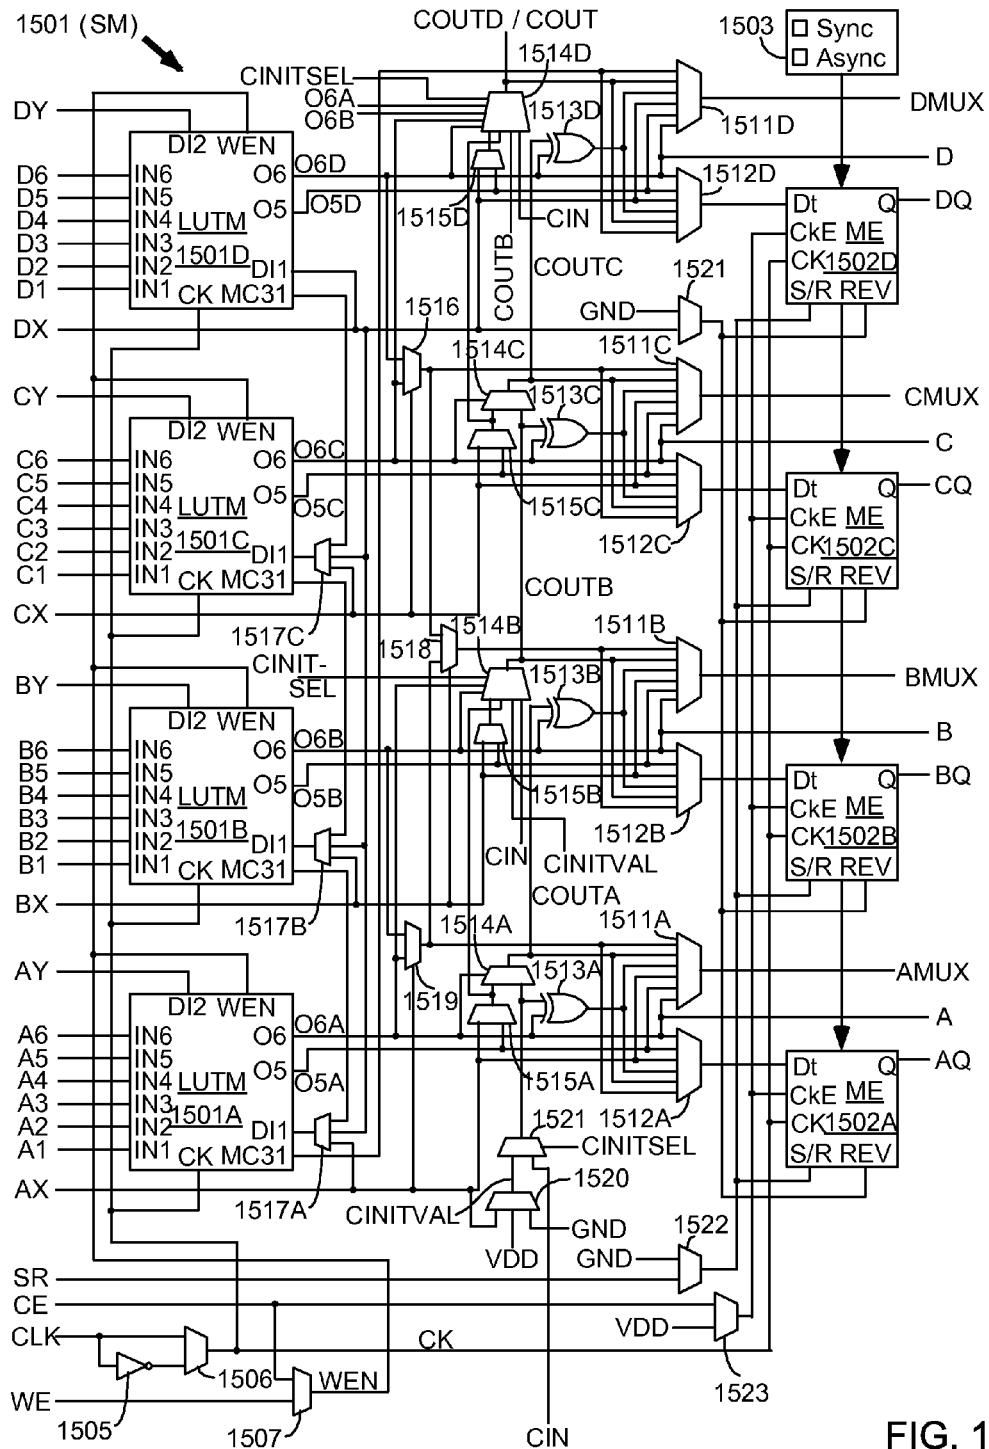 1501 (SM)
COUTD / COUT
1503
Sync
Async
CINITSEL
O6A
O6B
1514D
1513D
DMUX
1511D
DY
DI2 WEN
D6 IN6 O6 O6D
D5 IN5
D4 IN4 LUTM O5 O5D
D3 IN3
D2 IN2 1501D DI1
D1 IN1
CK MC31
DX
1515D
CIN
COUTB
COUTC
1512D
D
Dt Q DQ
CkE ME
CK 1502D
S/R REV
1521
GND
1516
1514C
1511C
CY
DI2 WEN
1513C
CMUX
C6 IN6 O6 O6C
C5 IN5
C4 IN4 LUTM O5 O5C
C3 IN3
C2 IN2 1501C DI1
C1 IN1
CK MC31
CX
1517C
1515C
1512C
C
Dt Q CQ
CkE ME
CK 1502C
S/R REV
COUTB
1518
1514B
1511B
CINIT-
SEL
BY
DI2 WEN
1513B
BMUX
B6 IN6 O6 O6B
B5 IN5
B4 IN4 LUTM O5 O5B
B3 IN3
B2 IN2 1501B DI1
B1 IN1
CK MC31
BX
1517B
1515B
1512B
B
Dt Q BQ
CkE ME
CK 1502B
S/R REV
CIN
CINITVAL
COUTA
1514A
1511A
AY
DI2 WEN
1519
1513A
AMUX
A6 IN6 O6 O6A
A5 IN5
A4 IN4 LUTM O5 O5A
A3 IN3
A2 IN2 1501A DI1
A1 IN1
CK MC31
AX
1517A
1515A
1512A
A
Dt Q AQ
CkE ME
CK 1502A
S/R REV
1521
CINITSEL
1520
CINITVAL
GND
VDD
GND
1522
SR
CE
CLK
VDD
CK
1523
1505
1506
WE
WEN
1507
CIN
FIG. 1